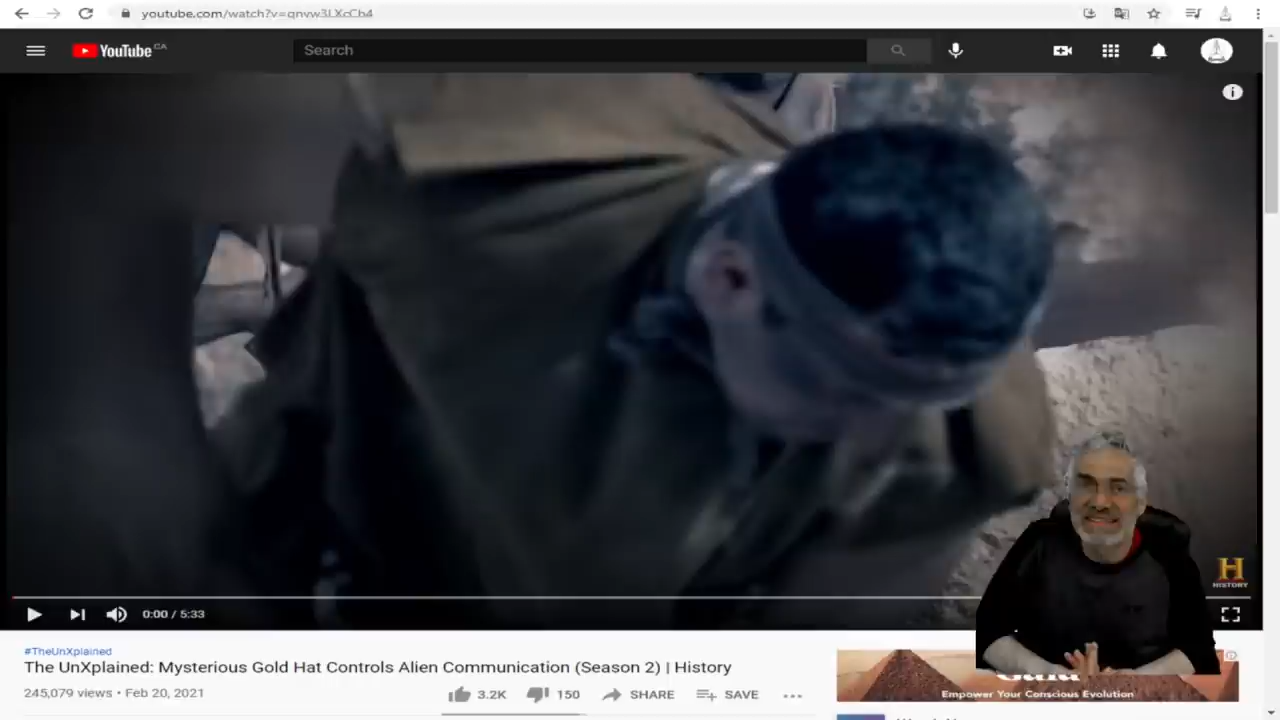 youtube.com/watch?v=qnvw3LXcCb4
YouTube CA
Search
H
HISTORY
0:00 / 5:33
#TheUnXplained
The UnXplained: Mysterious Gold Hat Controls Alien Communication (Season 2) | History
245,079 views • Feb 20, 2021
3.2K
150
SHARE
SAVE
Gaia
Empower Your Conscious Evolution